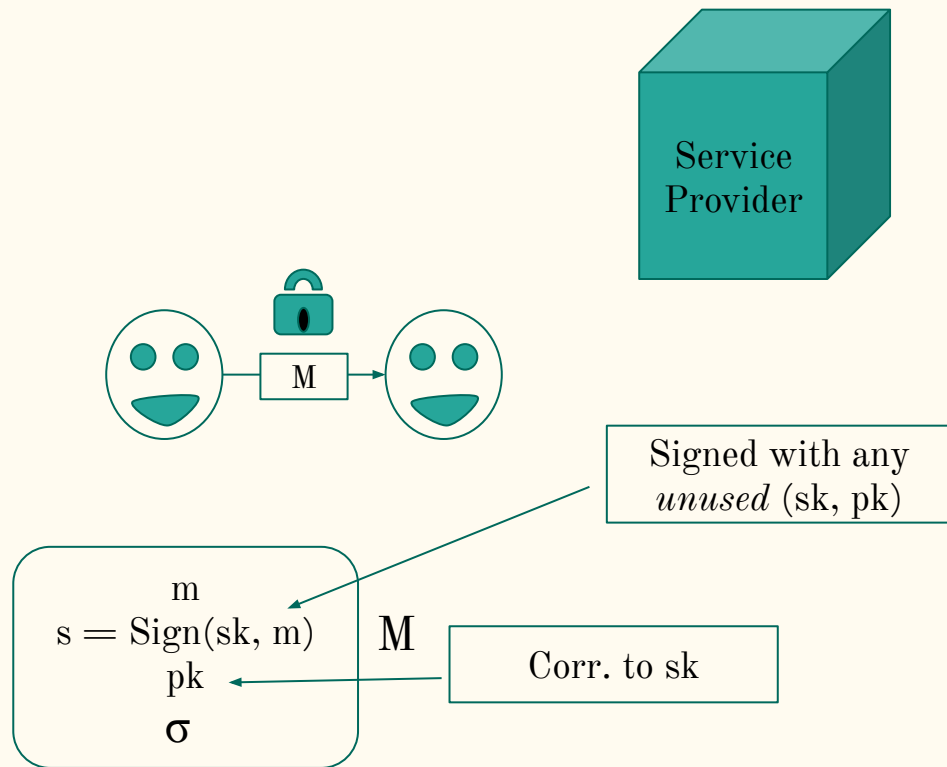 Service
Provider
M
Signed with any
unused (sk, pk)
m
s = Sign(sk, m)
pk
σ
M
Corr. to sk